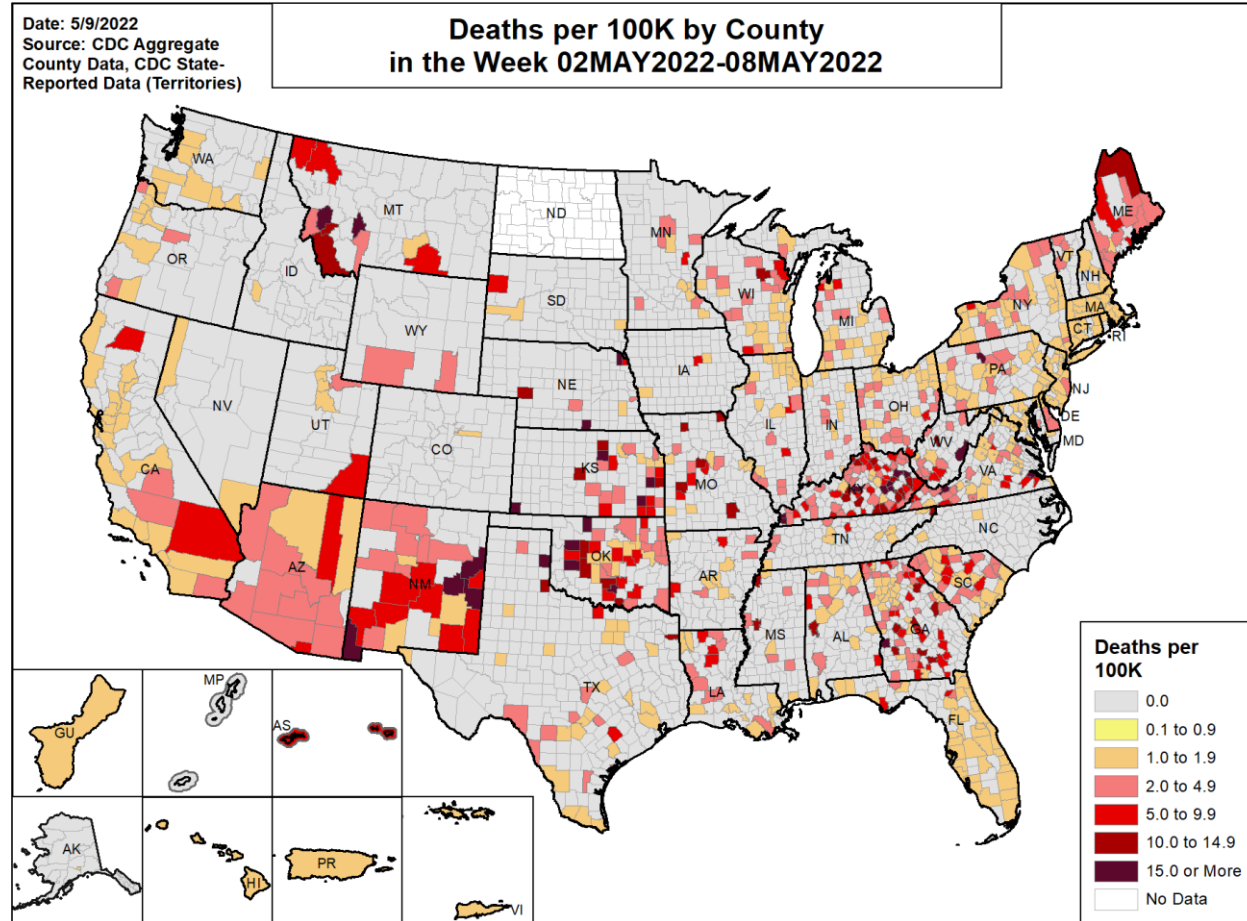 Date: 5/9/2022
Source: CDC Aggregate
County Data, CDC State-
Reported Data (Territories)
Deaths per 100K by County
in the Week 02MAY2022-08MAY2022
WA
MT
ND
MN
ME
OR
ID
SD
WI
MI
VT
NH
NY
MA
CT
RI
WY
NE
IA
PA
NJ
NV
UT
CO
IL
IN
OH
WV
DE
MD
VA
CA
KS
MO
KY
AZ
NM
OK
AR
TN
NC
SC
MS
AL
GA
TX
LA
FL
GU
MP
AS
AK
HI
PR
VI
Deaths per
100K
0.0
0.1 to 0.9
1.0 to 1.9
2.0 to 4.9
5.0 to 9.9
10.0 to 14.9
15.0 or More
No Data